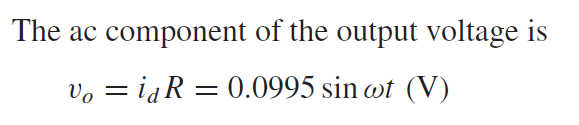 The ac component of the output voltage is
v_o = i_d R = 0.0995 sin ωt (V)